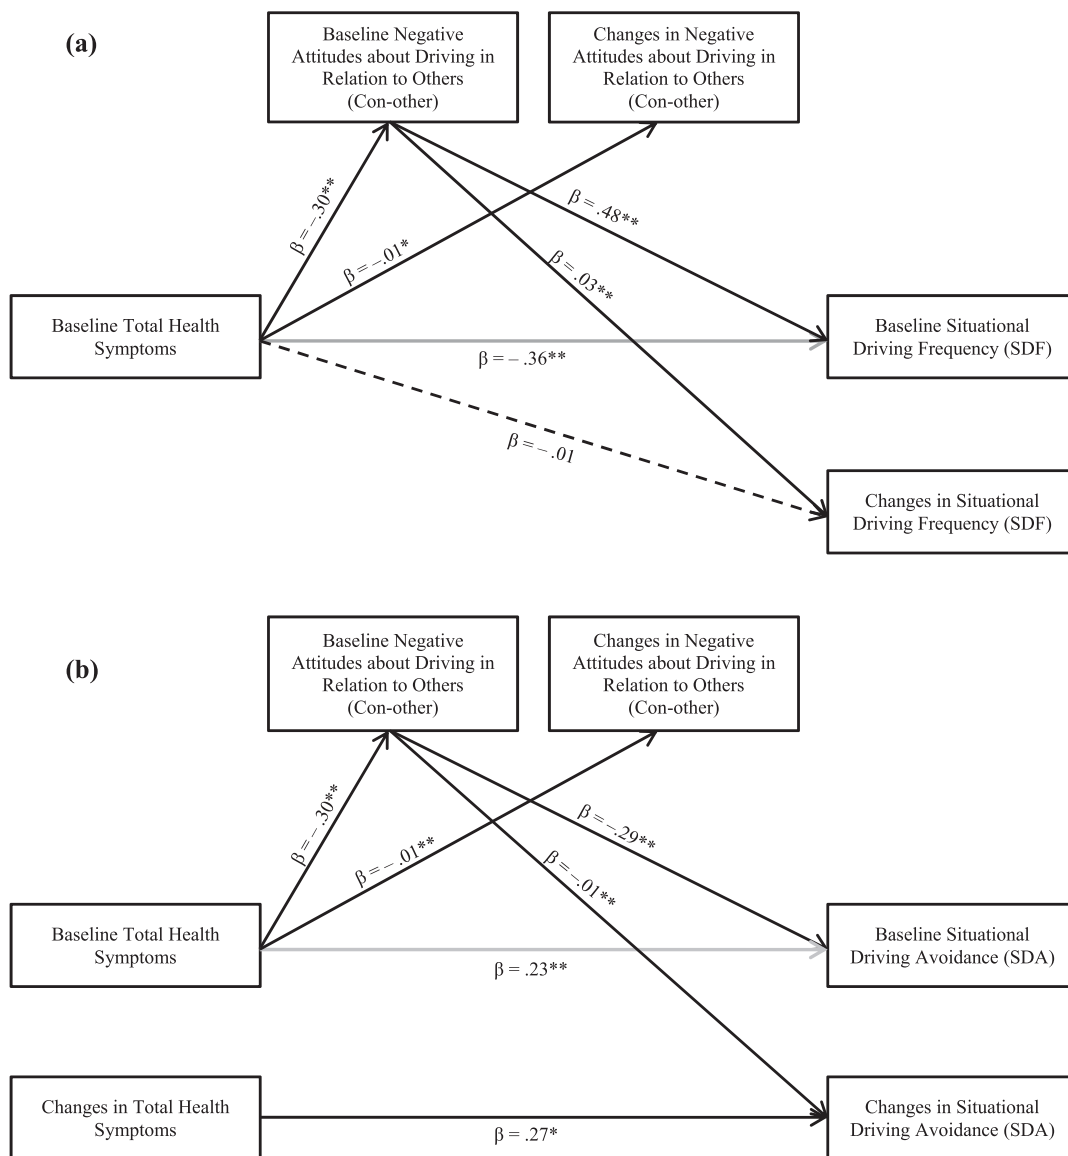 (a)
Baseline Negative
Attitudes about Driving in
Relation to Others
(Con-other)
Changes in Negative
Attitudes about Driving in
Relation to Others
(Con-other)
β = -.30**
β = -.01*
β = .48**
β = .03**
Baseline Total Health
Symptoms
β = - .36**
Baseline Situational
Driving Frequency (SDF)
β = - .01
Changes in Situational
Driving Frequency (SDF)
(b)
Baseline Negative
Attitudes about Driving in
Relation to Others
(Con-other)
Changes in Negative
Attitudes about Driving in
Relation to Others
(Con-other)
β = -.30**
β = -.01**
β = -.29**
β = -.01**
Baseline Total Health
Symptoms
β = .23**
Baseline Situational
Driving Avoidance (SDA)
Changes in Total Health
Symptoms
β = .27*
Changes in Situational
Driving Avoidance (SDA)